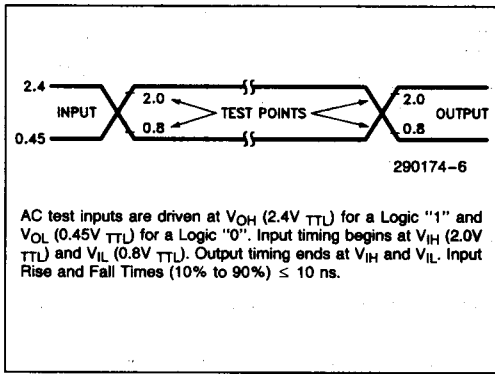 2.4
INPUT 2.0 TEST POINTS 2.0 OUTPUT
0.8 0.8
0.45
290174-6
AC test inputs are driven at VOH (2.4V TTL) for a Logic "1" and
VOL (0.45V TTL) for a Logic "0". Input timing begins at VIH (2.0V
TTL) and VIL (0.8V TTL). Output timing ends at VIH and VIL. Input
Rise and Fall Times (10% to 90%) ≤ 10 ns.